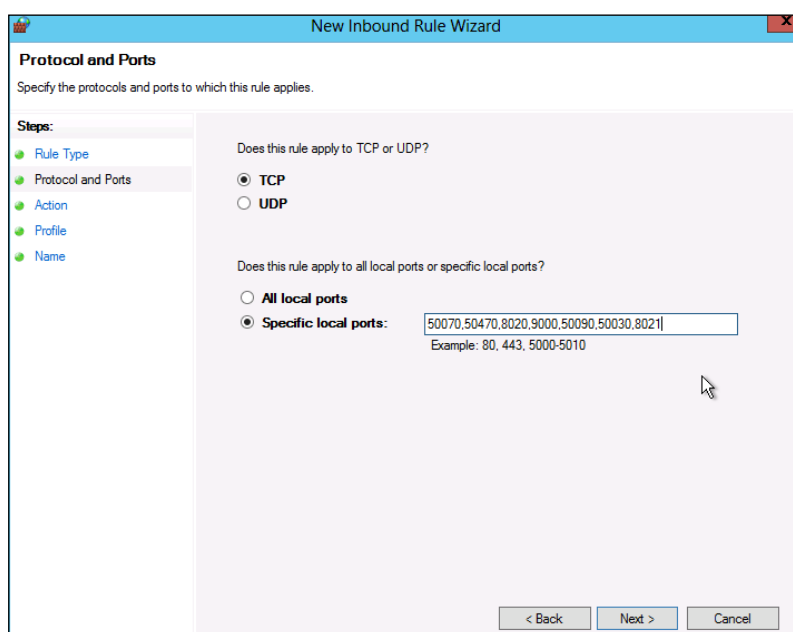 New Inbound Rule Wizard
X
Protocol and Ports
Specify the protocols and ports to which this rule applies.
Steps:
Rule Type
Protocol and Ports
Action
Profile
Name
Does this rule apply to TCP or UDP?
TCP
UDP
Does this rule apply to all local ports or specific local ports?
All local ports
Specific local ports: 50070,50470,8020,9000,50090,50030,8021
Example: 80, 443, 5000-5010
< Back Next > Cancel